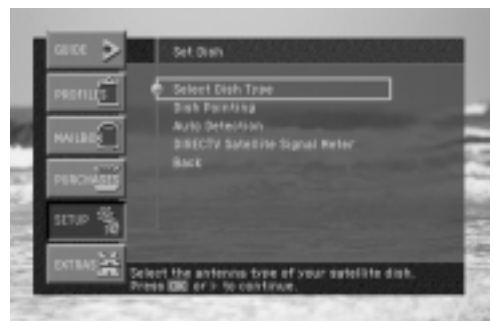 GUIDE
PROFILES
MAILBOX
PURCHASES
SETUP
EXTRAS
Set Dish
Select Dish Type
Dish Pointing
Auto Detection
DIRECTV Satellite Signal Meter
Back
Select the antenna type of your satellite dish.
Press OK or > to continue.